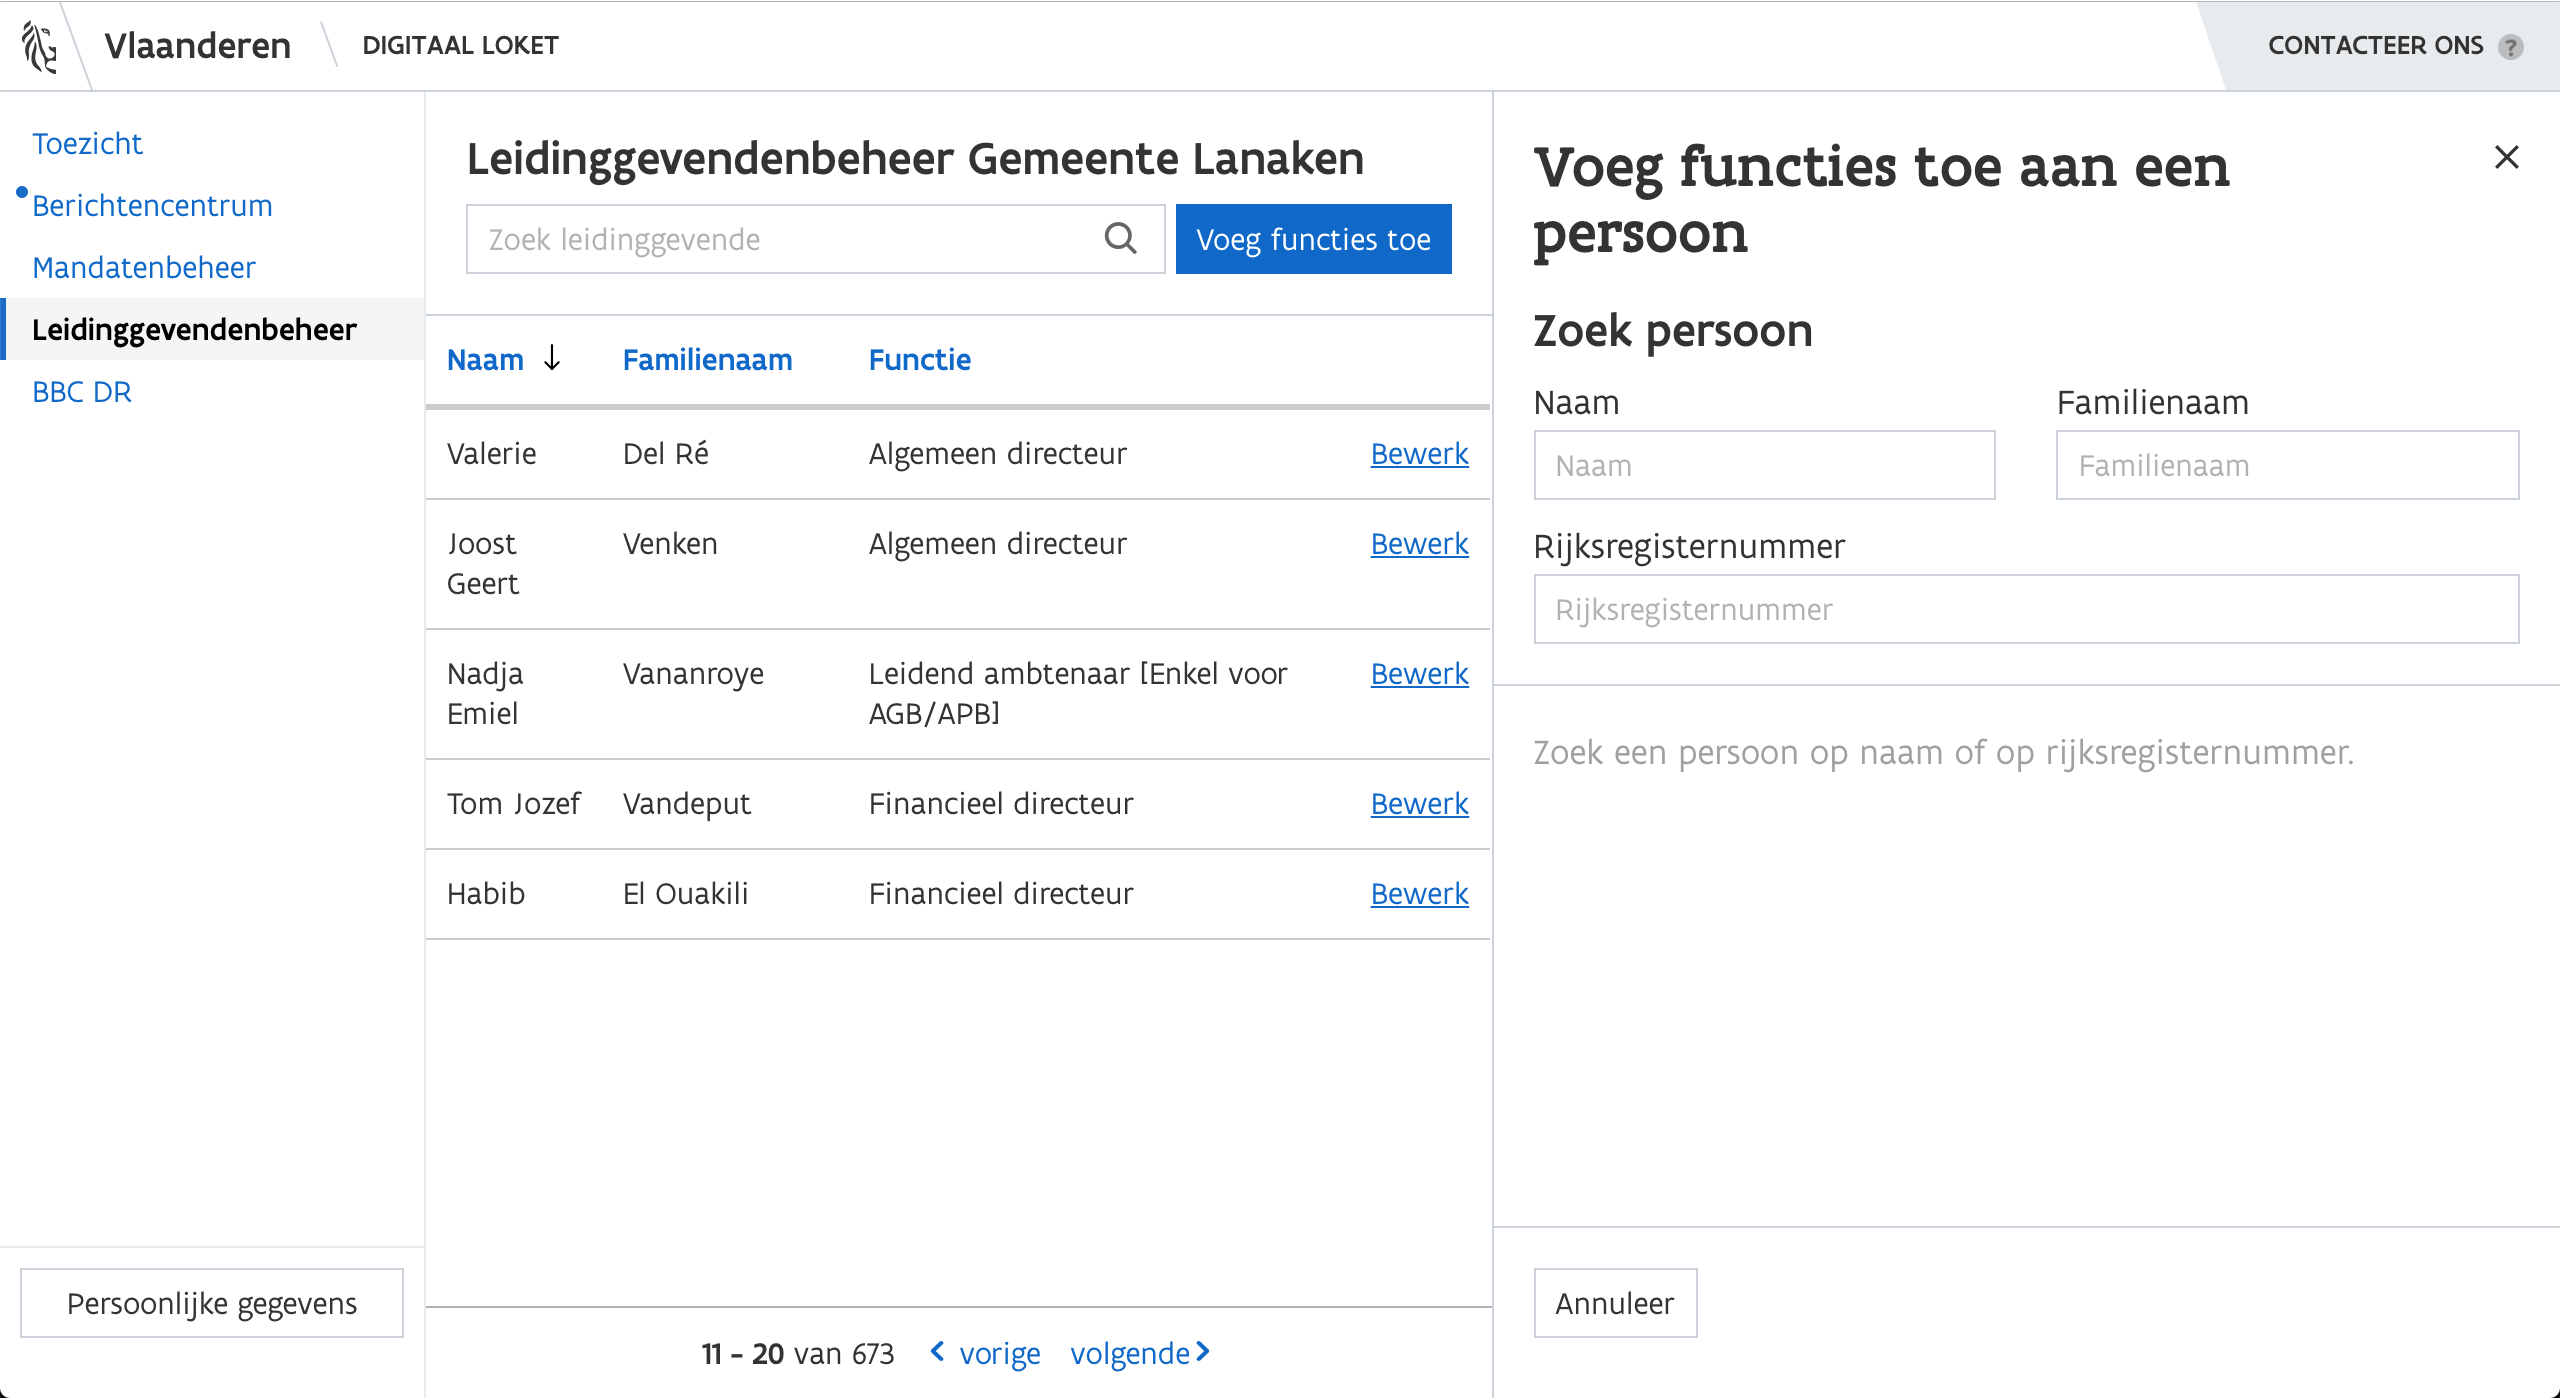 Vlaanderen
DIGITAAL LOKET
CONTACTEER ONS ?
Toezicht
Berichtencentrum
Mandatenbeheer
Leidinggevendenbeheer
BBC DR
Persoonlijke gegevens
Leidinggevendenbeheer Gemeente Lanaken
Zoek leidinggevende
Voeg functies toe
Naam Familienaam Functie
Valerie Del Ré Algemeen directeur Bewerk
Joost Venken Algemeen directeur Bewerk
Geert
Nadja Vananroye Leidend ambtenaar [Enkel voor Bewerk
Emiel AGB/APB]
Tom Jozef Vandeput Financieel directeur Bewerk
Habib El Ouakili Financieel directeur Bewerk
11 - 20 van 673 vorige volgende
Voeg functies toe aan een
persoon
Zoek persoon
Naam Familienaam
Naam Familienaam
Rijksregisternummer
Rijksregisternummer
Zoek een persoon op naam of op rijksregisternummer.
Annuleer